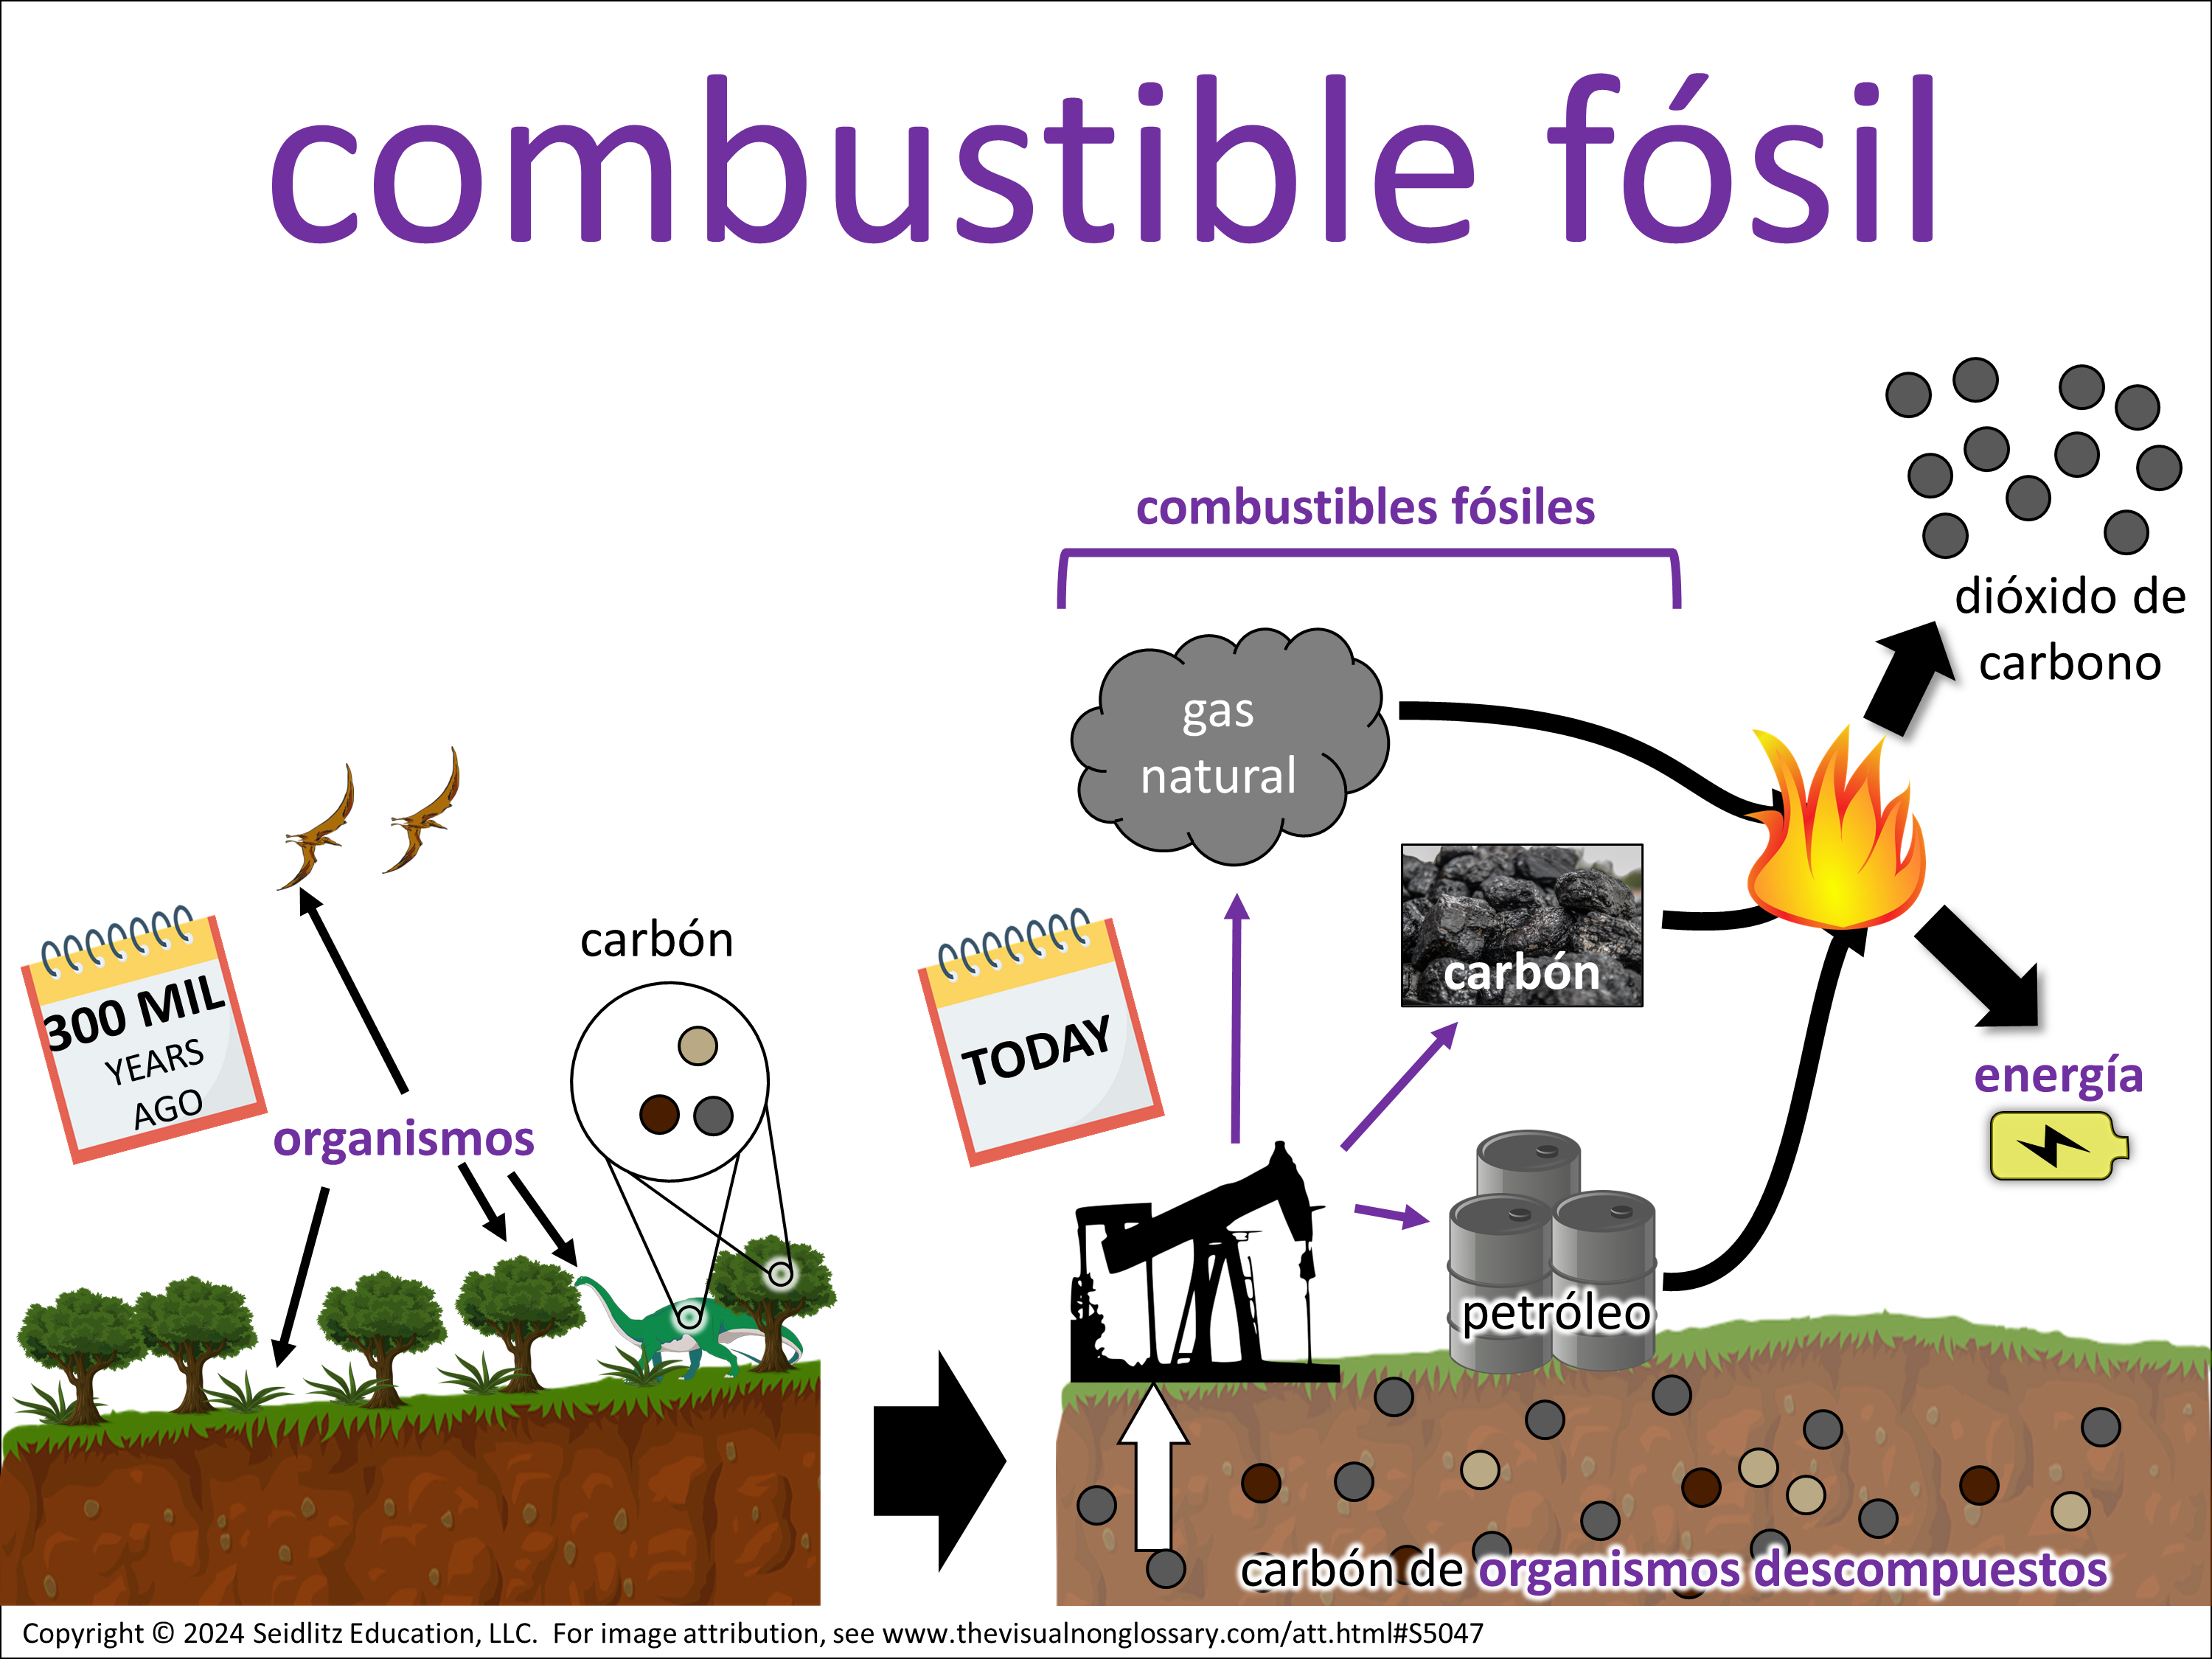 combustible fósil
combustibles fósiles
dióxido de
carbono
gas
natural
carbón
carbón
300 MIL
YEARS
AGO
TODAY
energía
organismos
petróleo
carbón de organismos descompuestos
Copyright © 2024 Seidlitz Education, LLC.  For image attribution, see www.thevisualnonglossary.com/att.html#S5047